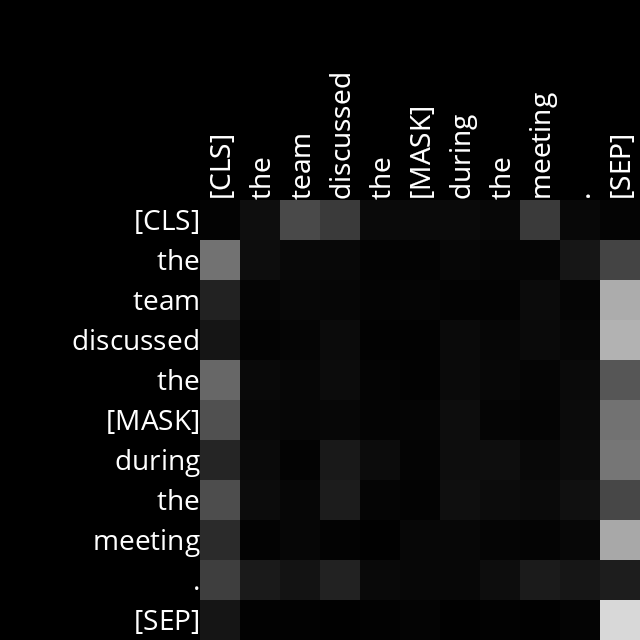 [CLS]
the
team
discussed
the
[MASK]
during
the
meeting
.
[SEP]
[CLS]
the
team
discussed
the
[MASK]
during
the
meeting
.
[SEP]